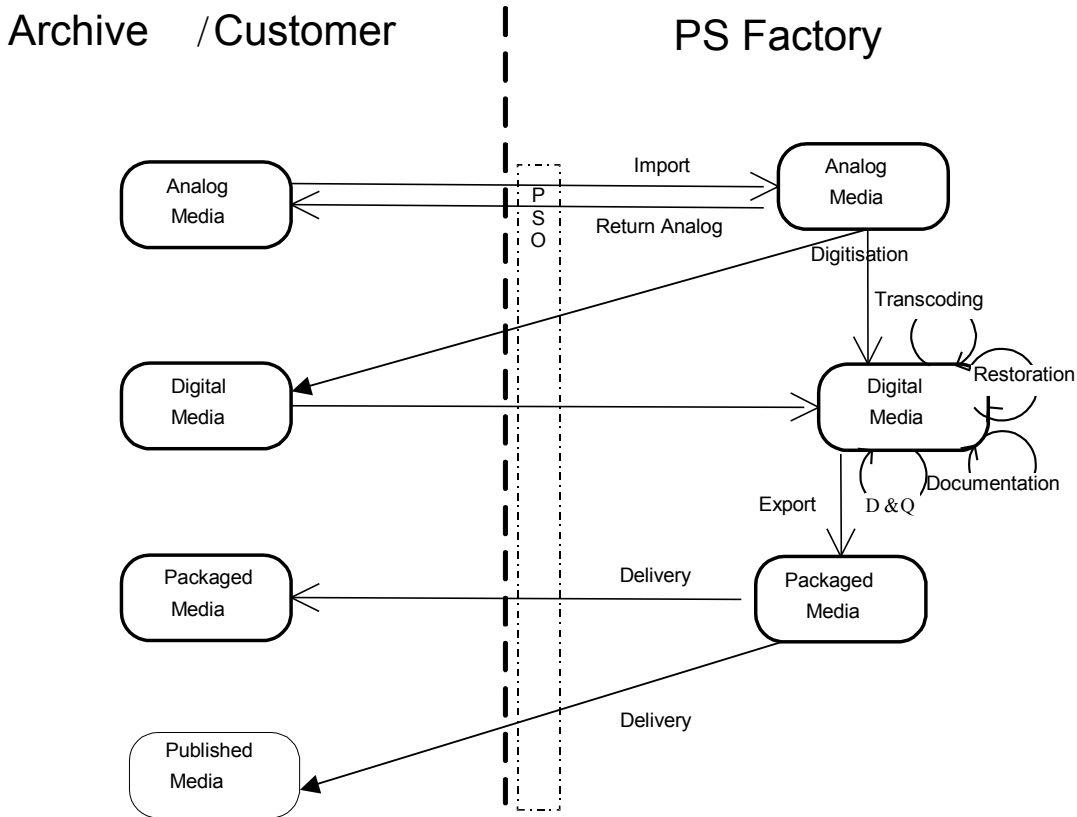 Archive / Customer
PS Factory
Analog
Media
Import
Return Analog
P
S
O
Analog
Media
Digitisation
Transcoding
Digital
Media
Digital
Media
Restoration
Documentation
D & Q
Export
Packaged
Media
Delivery
Packaged
Media
Delivery
Published
Media